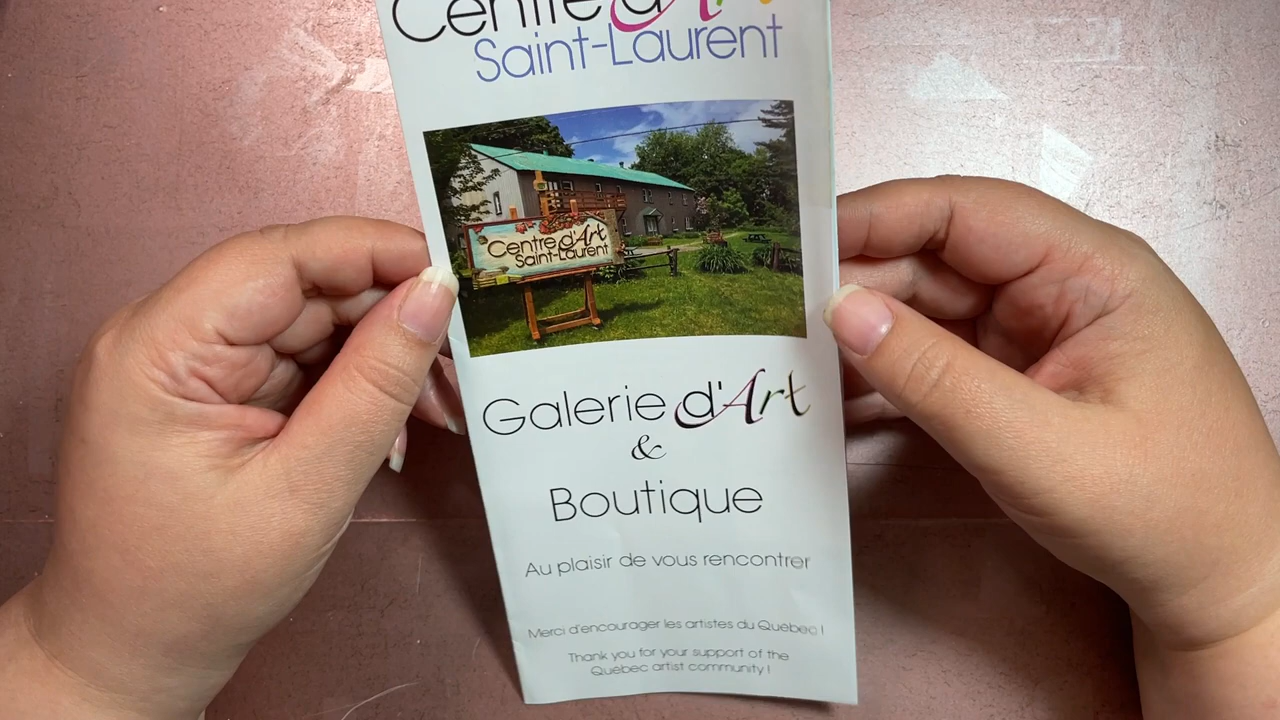 Centre d'Art
Saint-Laurent
Centre d'Art
Saint-Laurent
Galerie d'Art
&
Boutique
Au plaisir de vous rencontrer
Merci d'encourager les artistes du Québec !
Thank you for your support of the
Québec artist community !